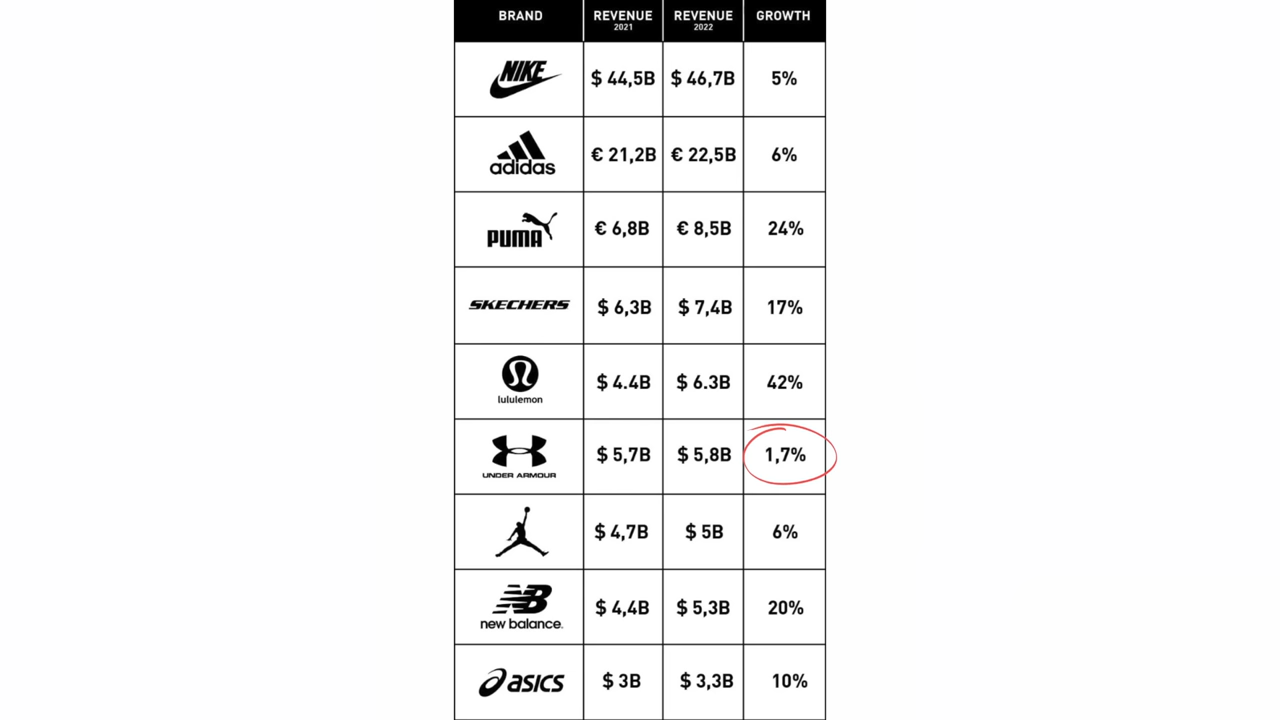 BRAND REVENUE REVENUE GROWTH
2021 2022
NIKE $ 44,5B $ 46,7B 5%
adidas € 21,2B € 22,5B 6%
PUMA € 6,8B € 8,5B 24%
SKECHERS $ 6,3B $ 7,4B 17%
$ 4.4B $ 6.3B 42%
lululemon
$ 5,7B $ 5,8B 1,7%
UNDER ARMOUR
$ 4,7B $ 5B 6%
NB $ 4,4B $ 5,3B 20%
new balance.
asics $ 3B $ 3,3B 10%